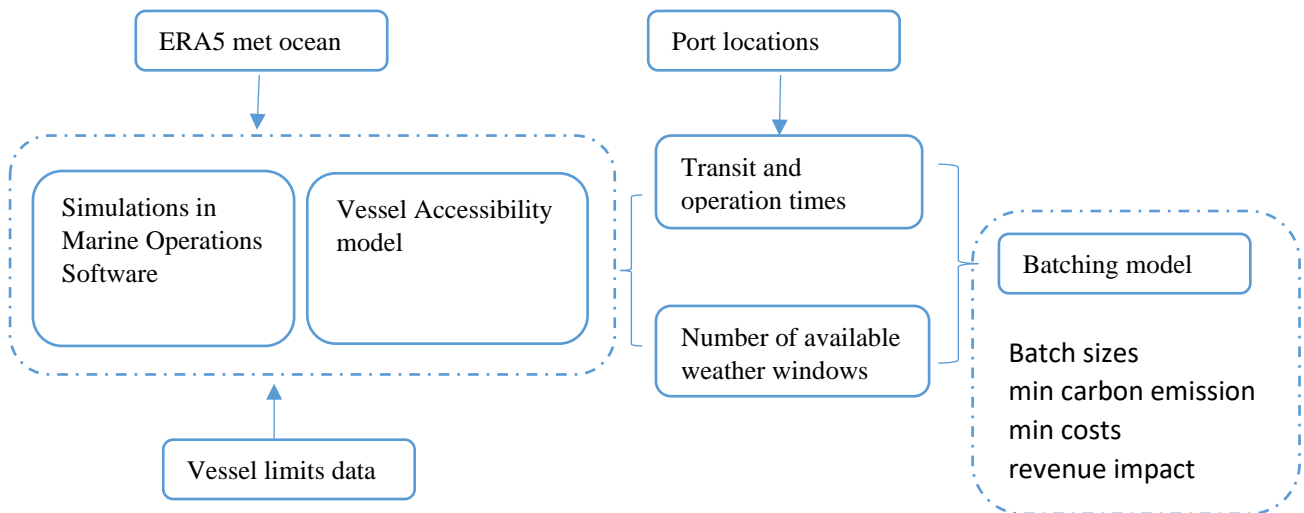 ERA5 met ocean
Port locations
Simulations in
Marine Operations
Software
Vessel Accessibility
model
Transit and
operation times
Number of available
weather windows
Vessel limits data
Batching model
Batch sizes
min carbon emission
min costs
revenue impact